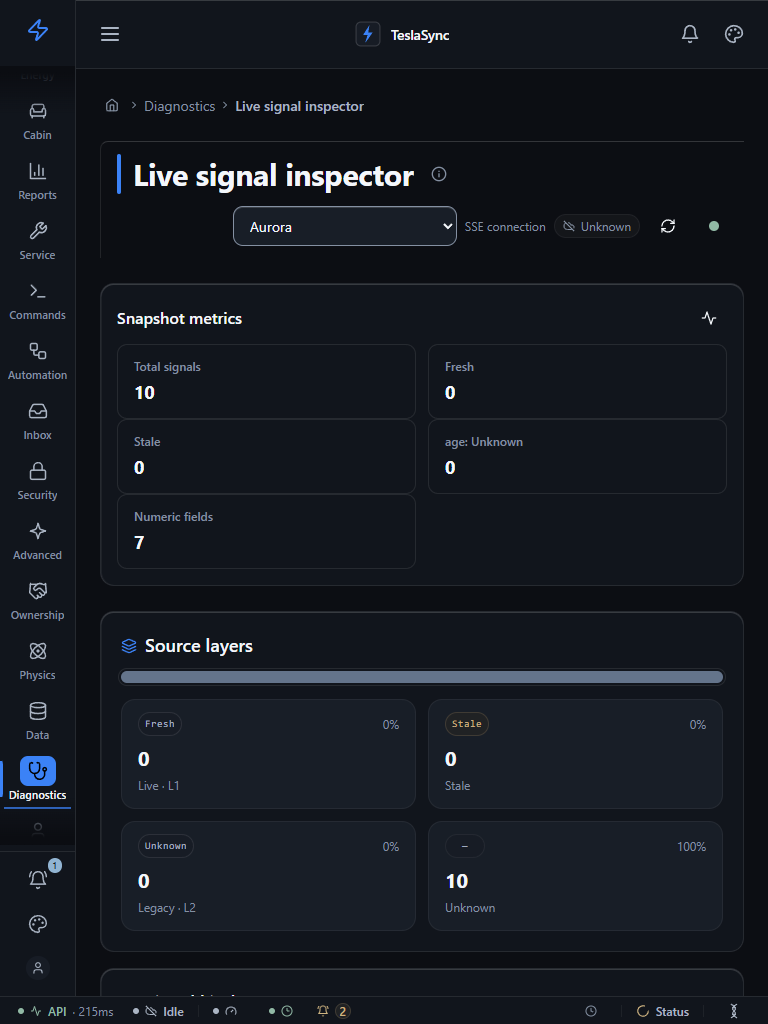 TeslaSync
Energy
Cabin
Reports
Service
Commands
Automation
Inbox
Security
Advanced
Ownership
Physics
Data
Diagnostics
1
Diagnostics
Live signal inspector
Live signal inspector
Aurora
SSE connection
Unknown
Snapshot metrics
Total signals
10
Fresh
0
Stale
0
age: Unknown
0
Numeric fields
7
Source layers
Fresh
0%
0
Live · L1
Stale
0%
0
Stale
Unknown
0%
0
Legacy · L2
–
100%
10
Unknown
API · 215ms
Idle
2
Status